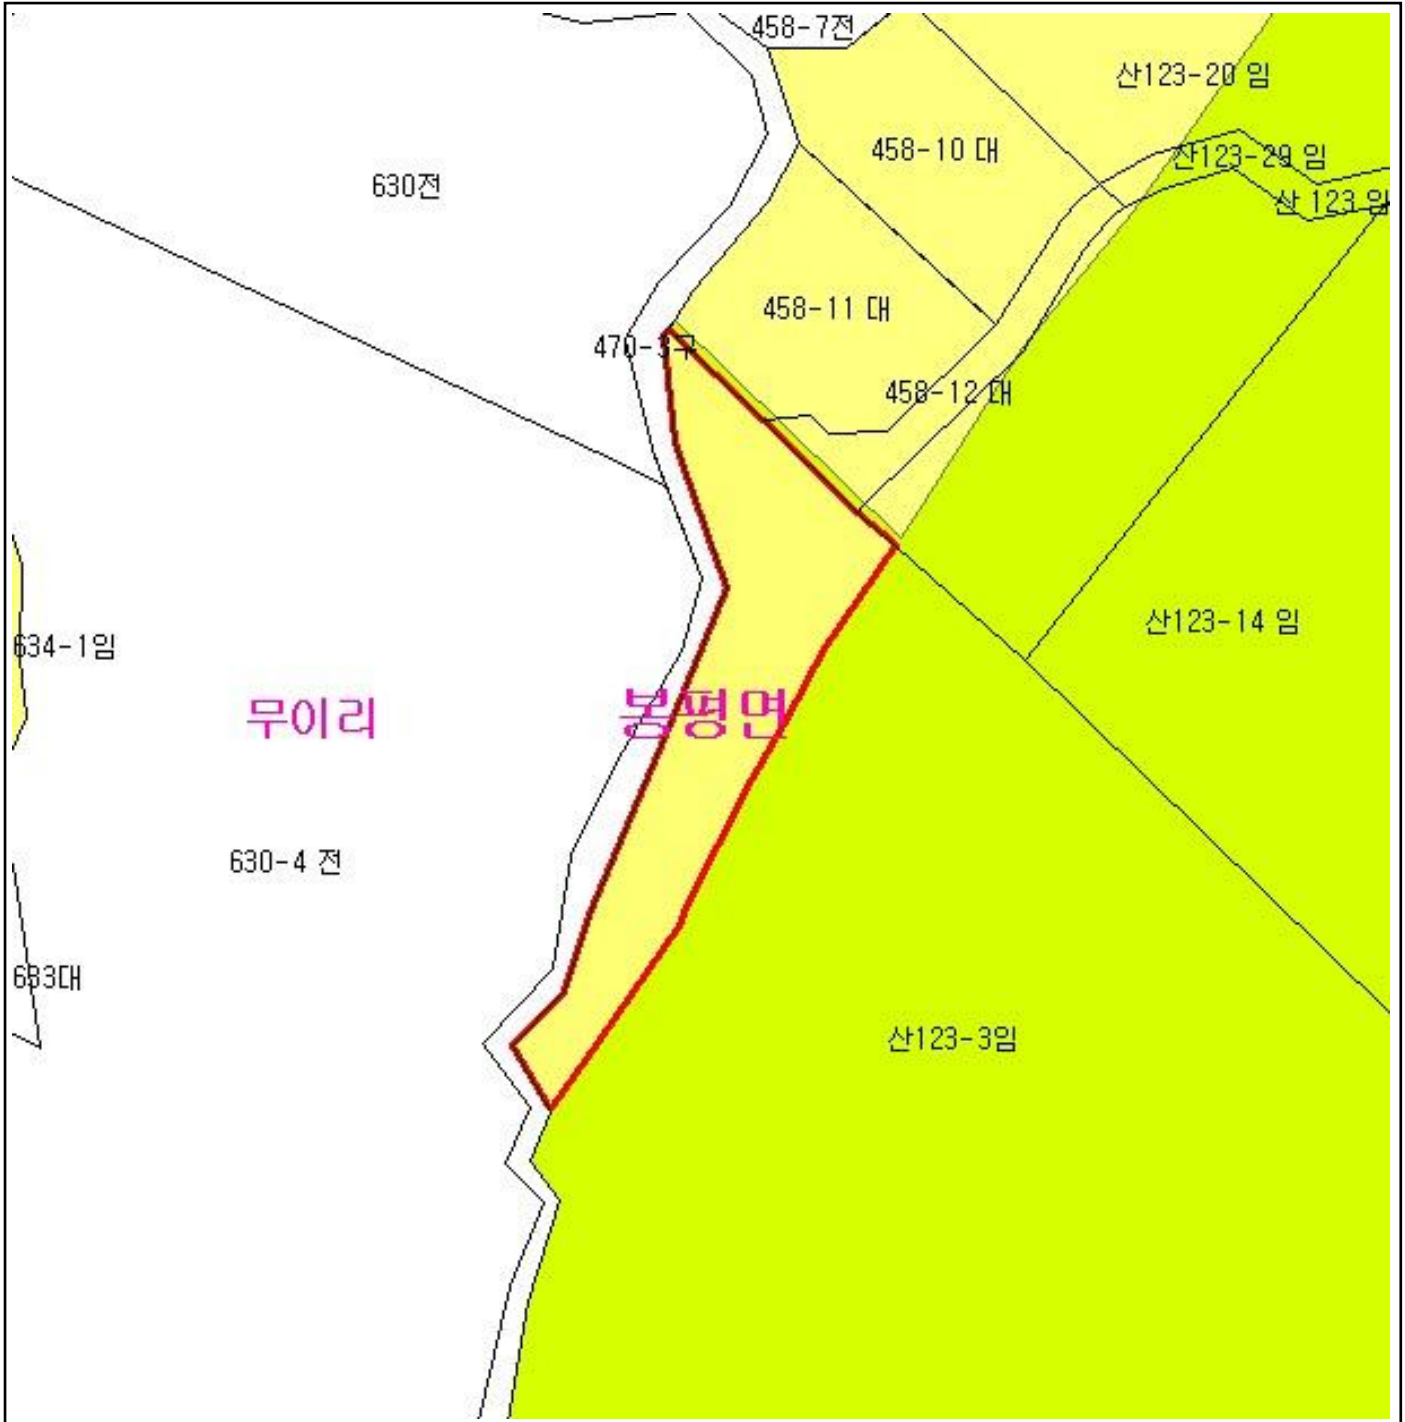 458-7전
산123-20 임
458-10 대
산123-29 임
630전
산 123 임
458-11 대
470-3구
458-12 대
산123-14 임
634-1임
무이리
봉평면
630-4 전
633대
산123-3임